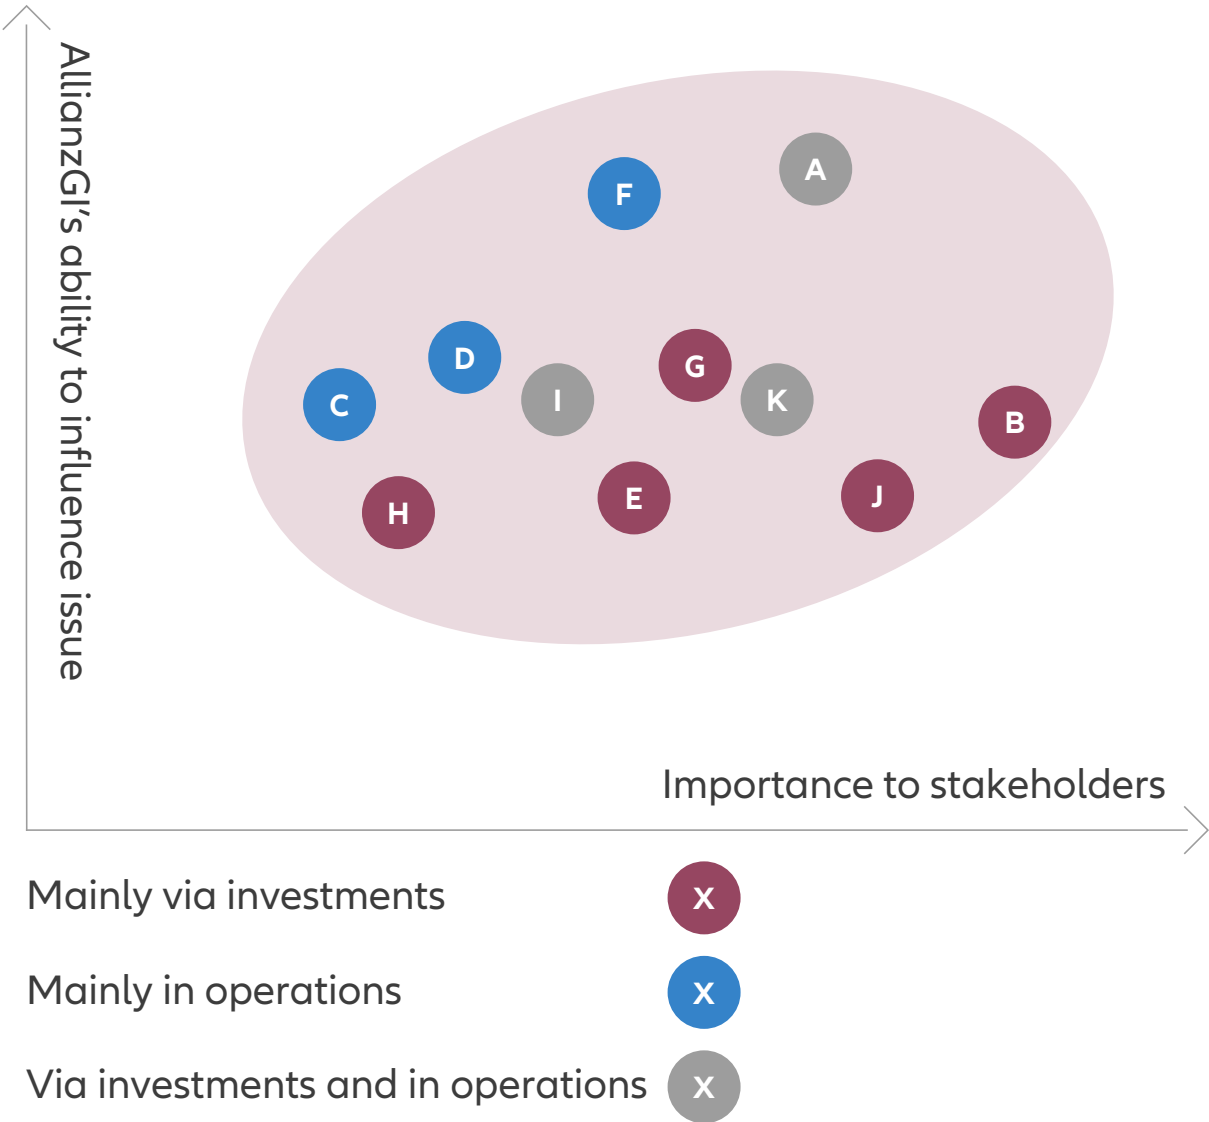 AllianzGI’s ability to influence issue
A
F
D
G
C
I
K
B
H
E
J
Importance to stakeholders
Mainly via investments X
Mainly in operations X
Via investments and in operations X